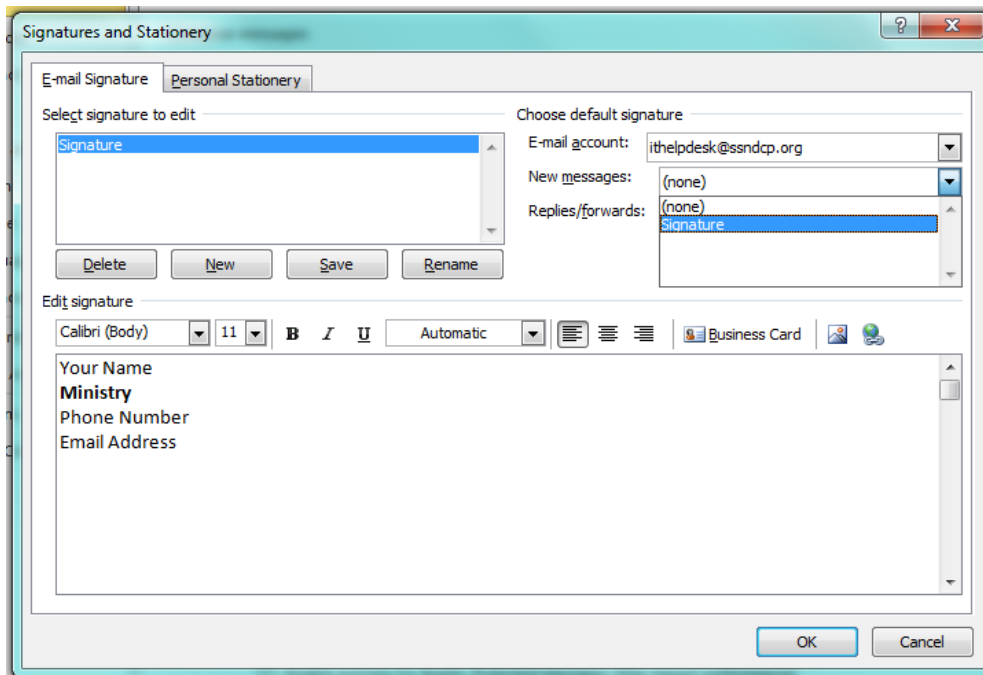 Signatures and Stationery
E-mail Signature
Personal Stationery
Select signature to edit
Signature
Delete
New
Save
Rename
Choose default signature
E-mail account:
ithelpdesk@ssndcp.org
New messages:
(none)
Replies/forwards:
(none)
Signature
Edit signature
Calibri (Body)
11
B
I
U
Automatic
Business Card
Your Name
Ministry
Phone Number
Email Address
OK
Cancel